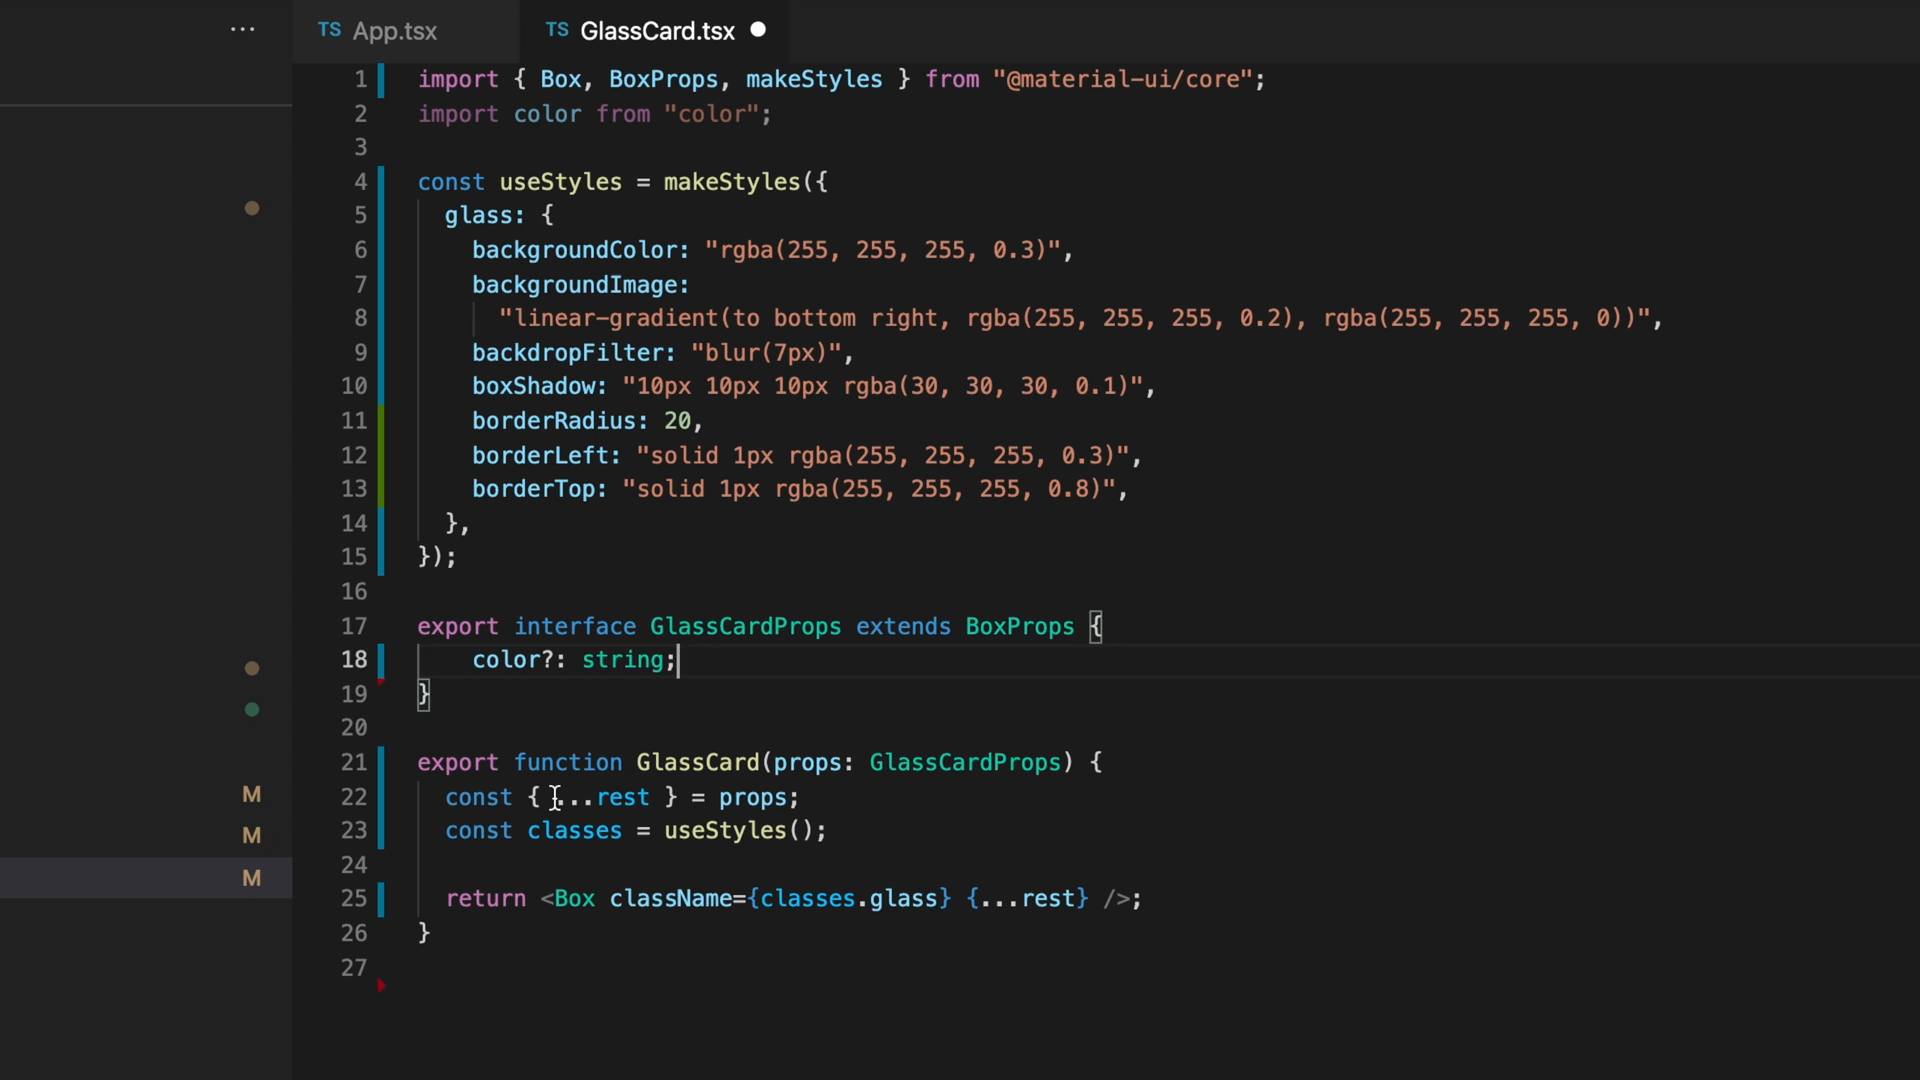 ... TS App.tsx TS GlassCard.tsx
1 import { Box, BoxProps, makeStyles } from "@material-ui/core";
2 import color from "color";
3
4 const useStyles = makeStyles({
5 glass: {
6 backgroundColor: "rgba(255, 255, 255, 0.3)",
7 backgroundImage:
8 "linear-gradient(to bottom right, rgba(255, 255, 255, 0.2), rgba(255, 255, 255, 0))",
9 backdropFilter: "blur(7px)",
10 boxShadow: "10px 10px 10px rgba(30, 30, 30, 0.1)",
11 borderRadius: 20,
12 borderLeft: "solid 1px rgba(255, 255, 255, 0.3)",
13 borderTop: "solid 1px rgba(255, 255, 255, 0.8)",
14 },
15 });
16
17 export interface GlassCardProps extends BoxProps {
18 color?: string;
19 }
20
21 export function GlassCard(props: GlassCardProps) {
M 22 const { ...rest } = props;
M 23 const classes = useStyles();
24
M 25 return <Box className={classes.glass} {...rest} />;
26 }
27